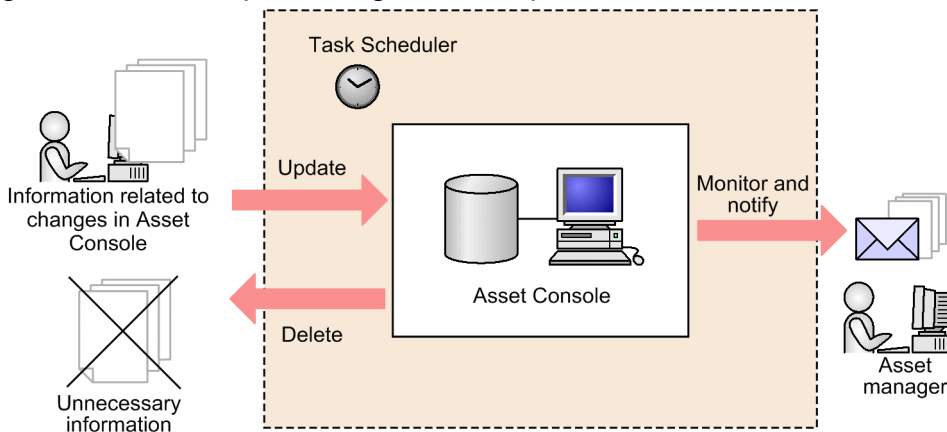 Task Scheduler
Update
Information related to
changes in Asset
Console
Monitor and
notify
Asset Console
Delete
Asset
manager
Unnecessary
information